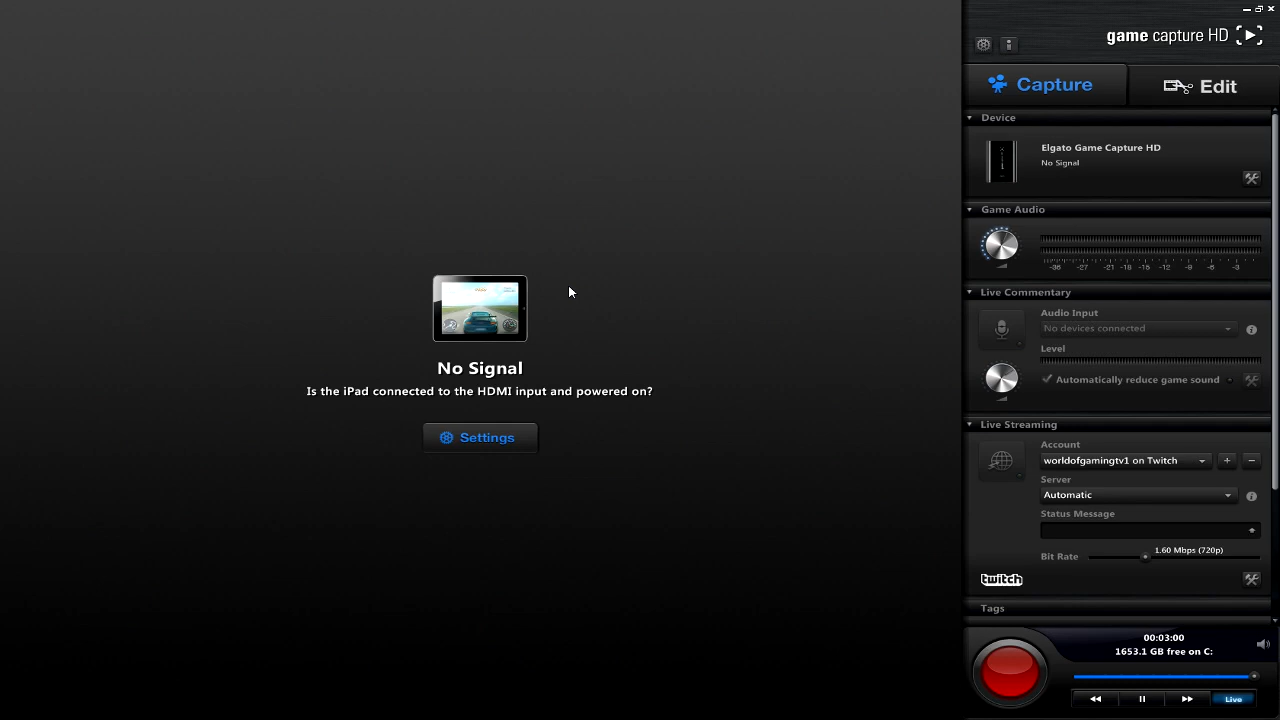 game capture HD
Capture
Edit
Device
Elgato Game Capture HD
No Signal
Game Audio
-36 -27 -21 -18 -16 -12 -9 -6 -3
Live Commentary
Audio Input
No devices connected
Level
Automatically reduce game sound
Live Streaming
Account
worldofgamingtv1 on Twitch
Server
Automatic
Status Message
Bit Rate
1.60 Mbps (720p)
twitch
Tags
00:03:00
1653.1 GB free on C:
Live
No Signal
Is the iPad connected to the HDMI input and powered on?
Settings